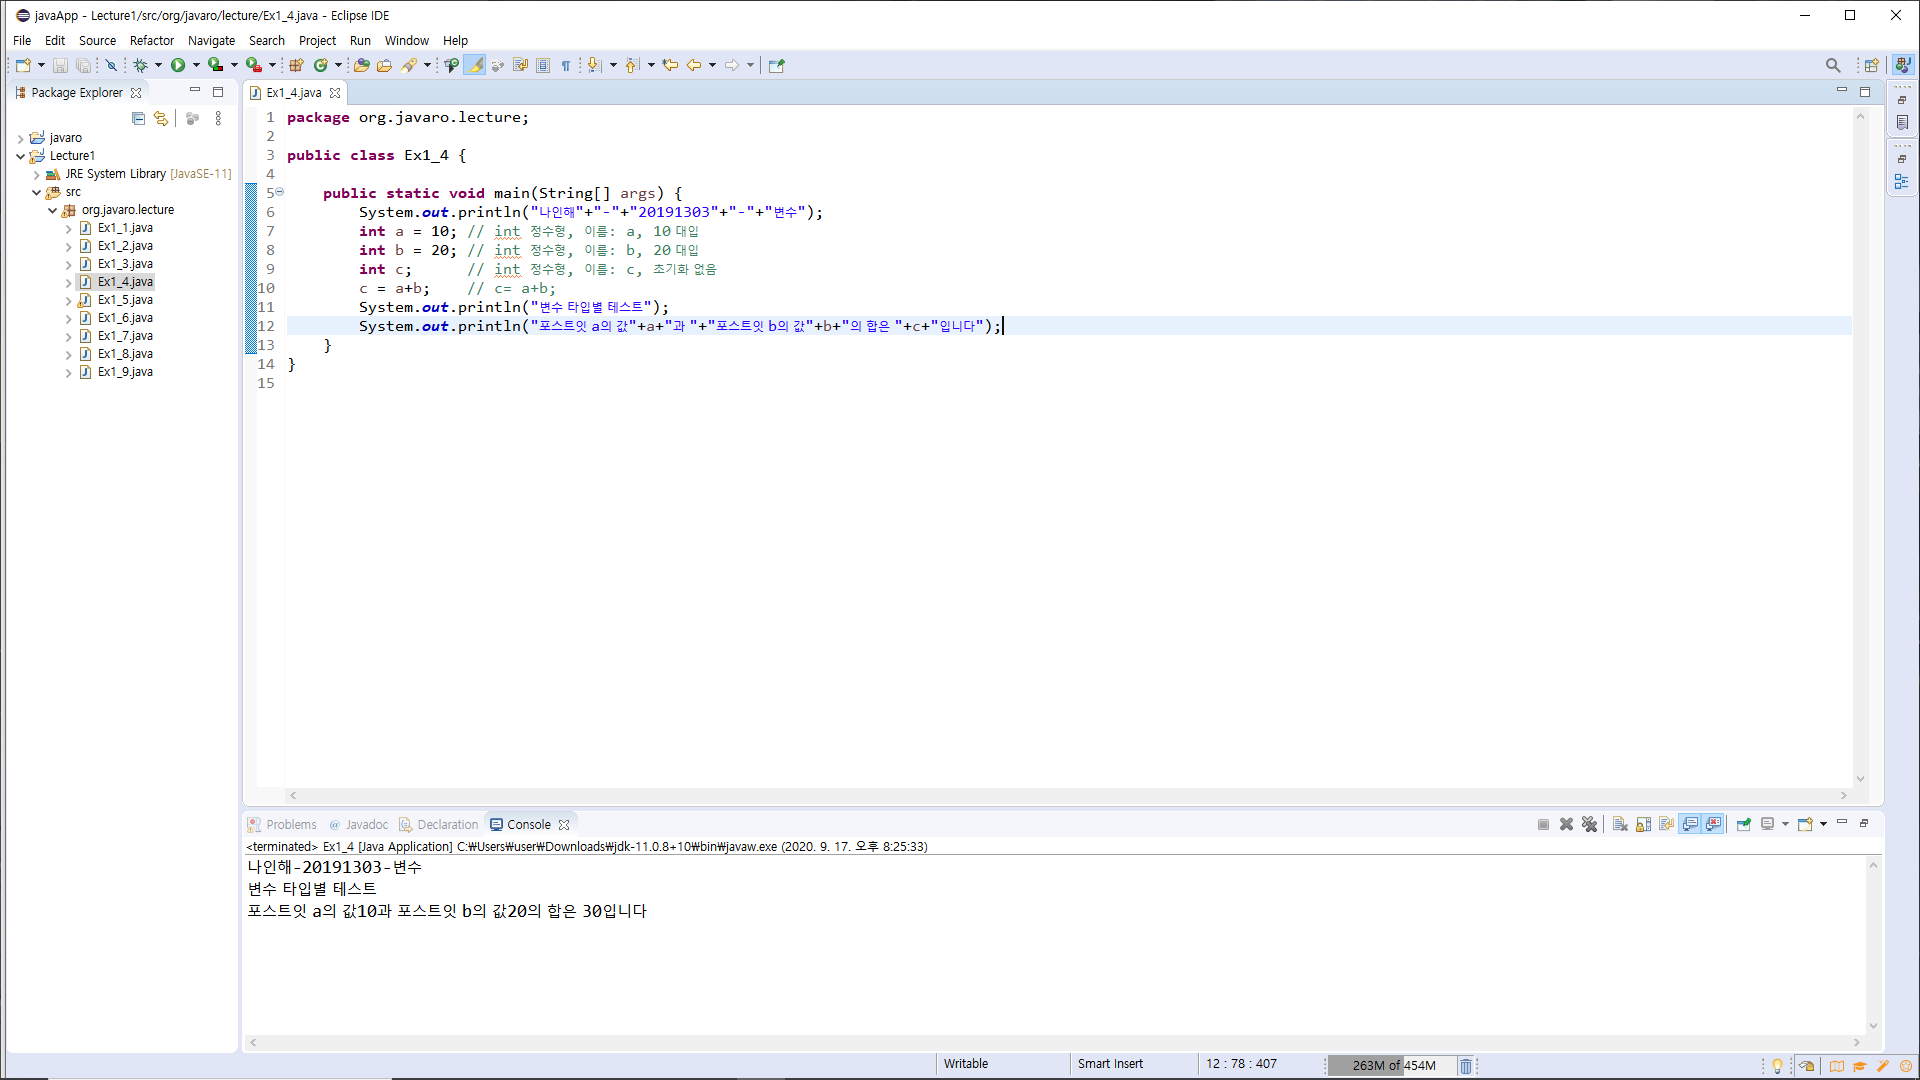 javaApp - Lecture1/src/org/javaro/lecture/Ex1_4.java - Eclipse IDE
File Edit Source Refactor Navigate Search Project Run Window Help
Package Explorer
javaro
Lecture1
JRE System Library [JavaSE-11]
src
org.javaro.lecture
Ex1_1.java
Ex1_2.java
Ex1_3.java
Ex1_4.java
Ex1_5.java
Ex1_6.java
Ex1_7.java
Ex1_8.java
Ex1_9.java
Ex1_4.java
1 package org.javaro.lecture;
2
3 public class Ex1_4 {
4
5 public static void main(String[] args) {
6 System.out.println("나인해"+"-"+"20191303"+"-"+"변수");
7 int a = 10; // int 정수형, 이름: a, 10 대입
8 int b = 20; // int 정수형, 이름: b, 20 대입
9 int c; // int 정수형, 이름: c, 초기화 없음
10 c = a+b; // c= a+b;
11 System.out.println("변수 타입별 테스트");
12 System.out.println("포스트잇 a의 값"+a+"과 "+"포스트잇 b의 값"+b+"의 합은 "+c+"입니다");
13 }
14 }
15
Problems @ Javadoc Declaration Console
<terminated> Ex1_4 [Java Application] C:₩Users₩user₩Downloads₩jdk-11.0.8+10₩bin₩javaw.exe (2020. 9. 17. 오후 8:25:33)
나인해-20191303-변수
변수 타입별 테스트
포스트잇 a의 값10과 포스트잇 b의 값20의 합은 30입니다
Writable Smart Insert 12 : 78 : 407 263M of 454M